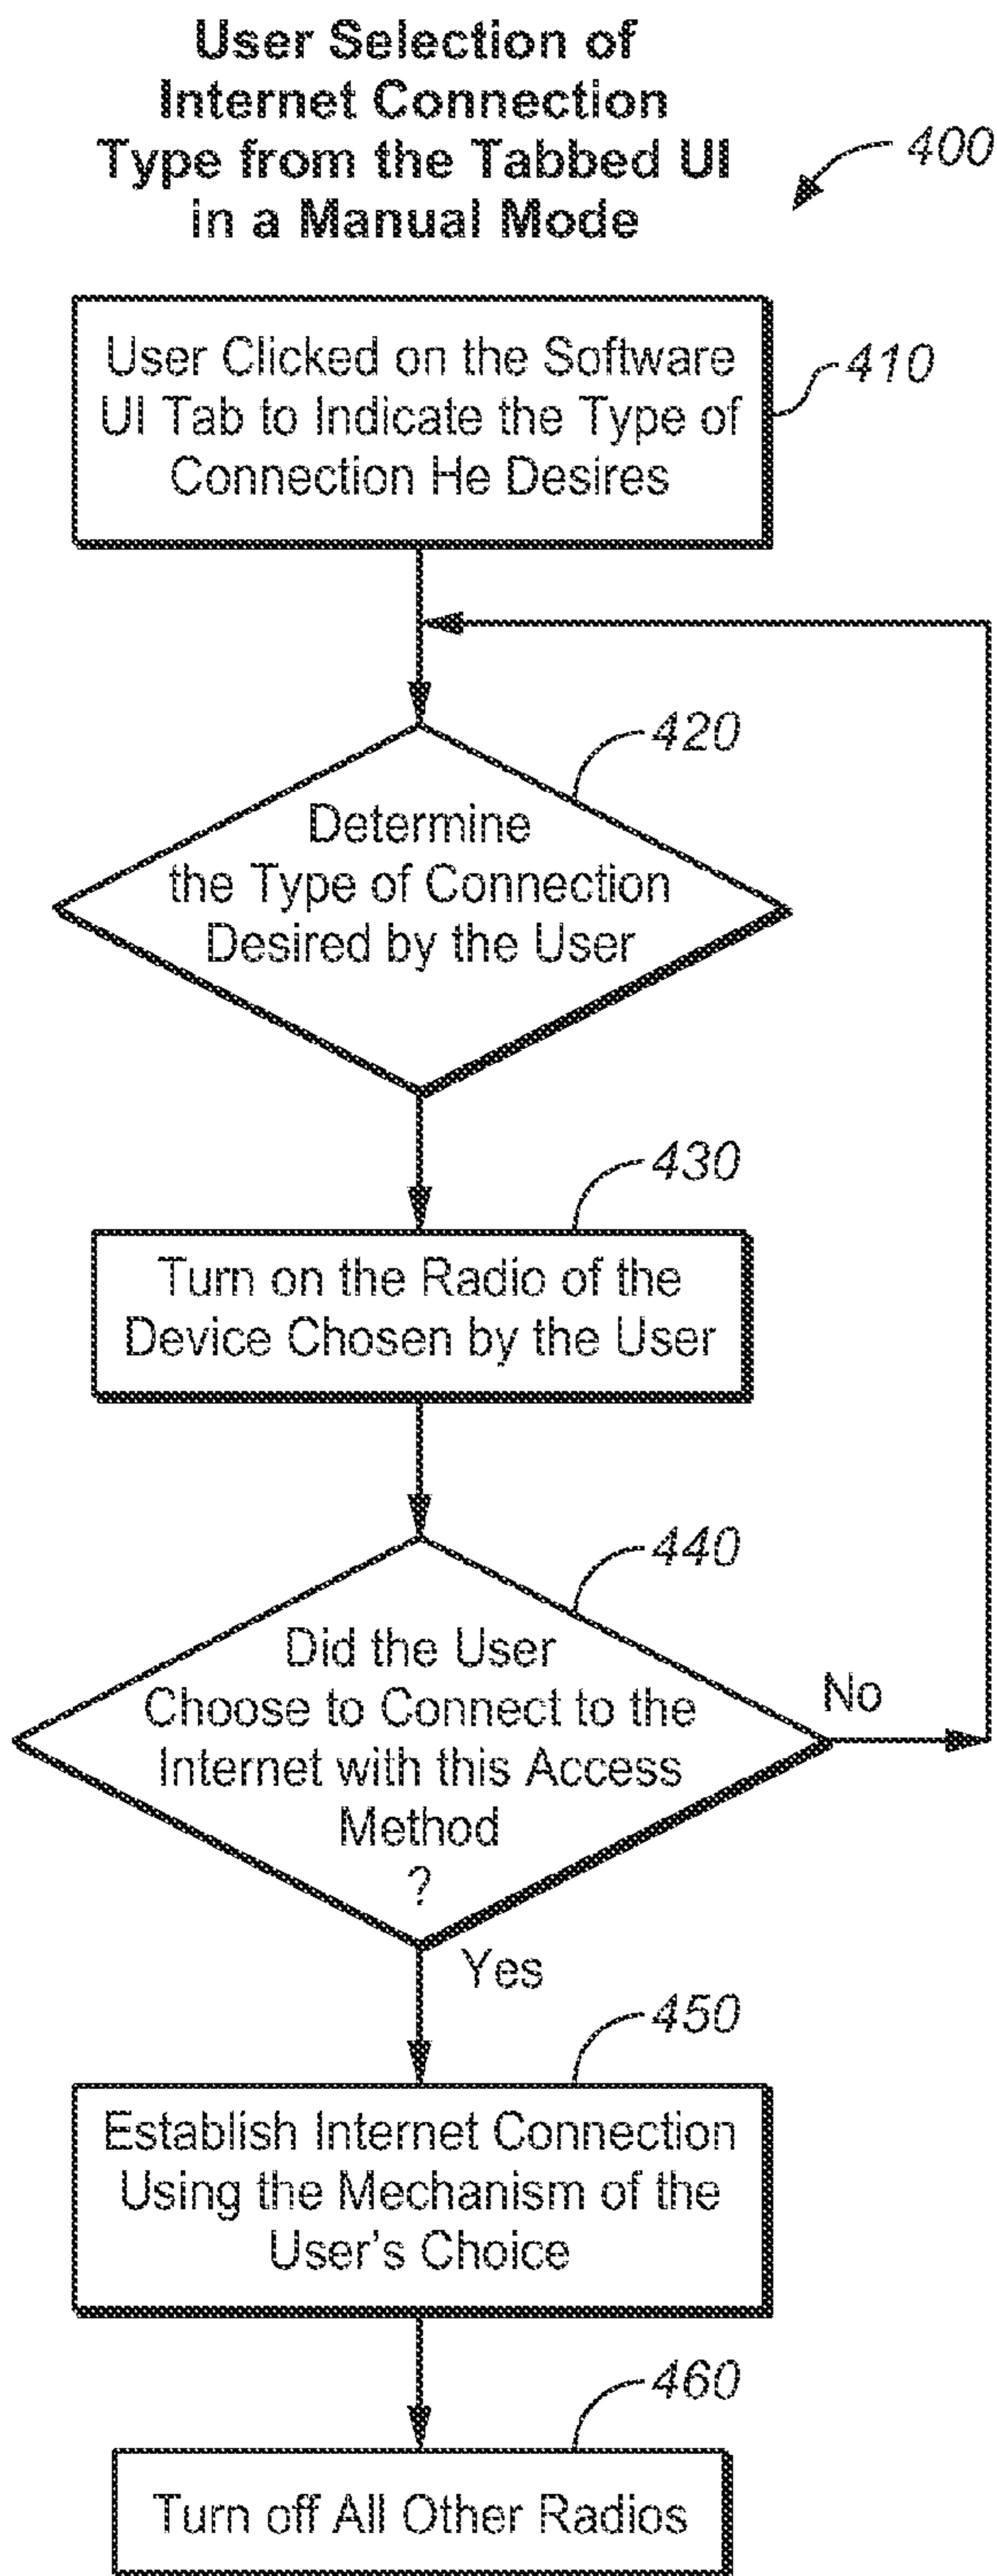 User Selection of
Internet Connection
Type from the Tabbed UI
in a Manual Mode
400
User Clicked on the Software
UI Tab to Indicate the Type of
Connection He Desires
410
420
Determine
the Type of Connection
Desired by the User
430
Turn on the Radio of the
Device Chosen by the User
440
Did the User
Choose to Connect to the
Internet with this Access
Method
?
No
Yes
450
Establish Internet Connection
Using the Mechanism of the
User's Choice
460
Turn off All Other Radios